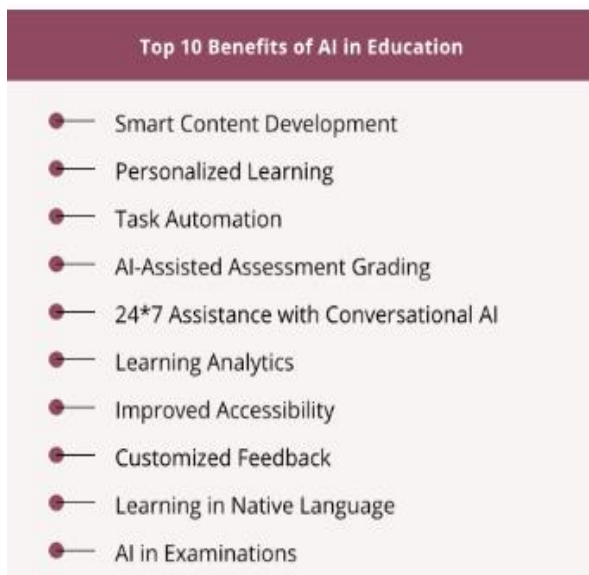 Top 10 Benefits of AI in Education
Smart Content Development
Personalized Learning
Task Automation
AI-Assisted Assessment Grading
24*7 Assistance with Conversational AI
Learning Analytics
Improved Accessibility
Customized Feedback
Learning in Native Language
AI in Examinations